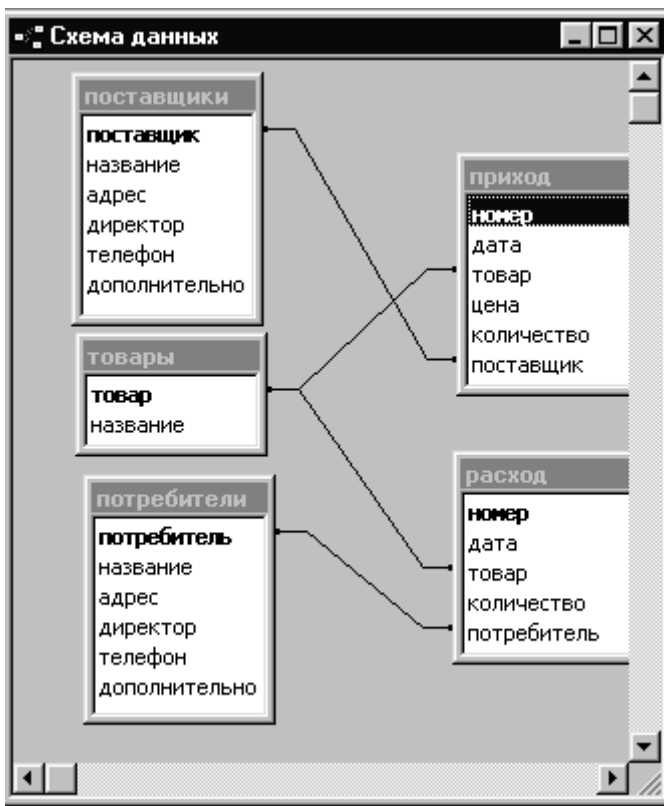 Схема данных
поставщики
поставщик
название
адрес
директор
телефон
дополнительно
товары
товар
название
потребители
потребитель
название
адрес
директор
телефон
дополнительно
приход
номер
дата
товар
цена
количество
поставщик
расход
номер
дата
товар
количество
потребитель